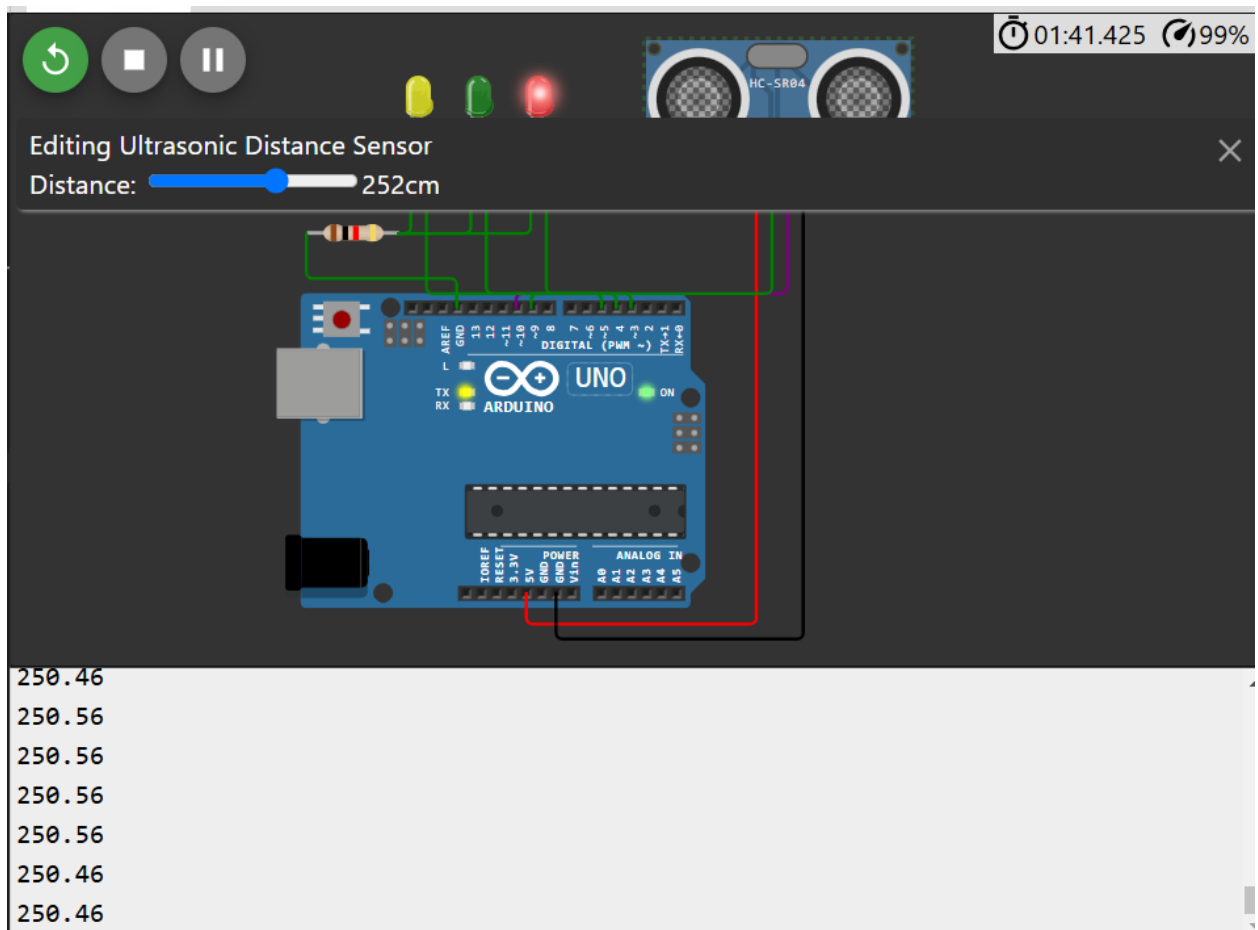 01:41.425 99%
HC-SR04
Editing Ultrasonic Distance Sensor
Distance: 252cm
AREF
GND
13
12
~11
~10
~9
8
7
~6
~5
4
~3
2
TX→1
RX←0
DIGITAL (PWM ~)
L
TX
RX
UNO
ON
ARDUINO
IOREF
RESET
3.3V
5V
GND
GND
Vin
POWER
ANALOG IN
A0
A1
A2
A3
A4
A5
250.46
250.56
250.56
250.56
250.56
250.46
250.46